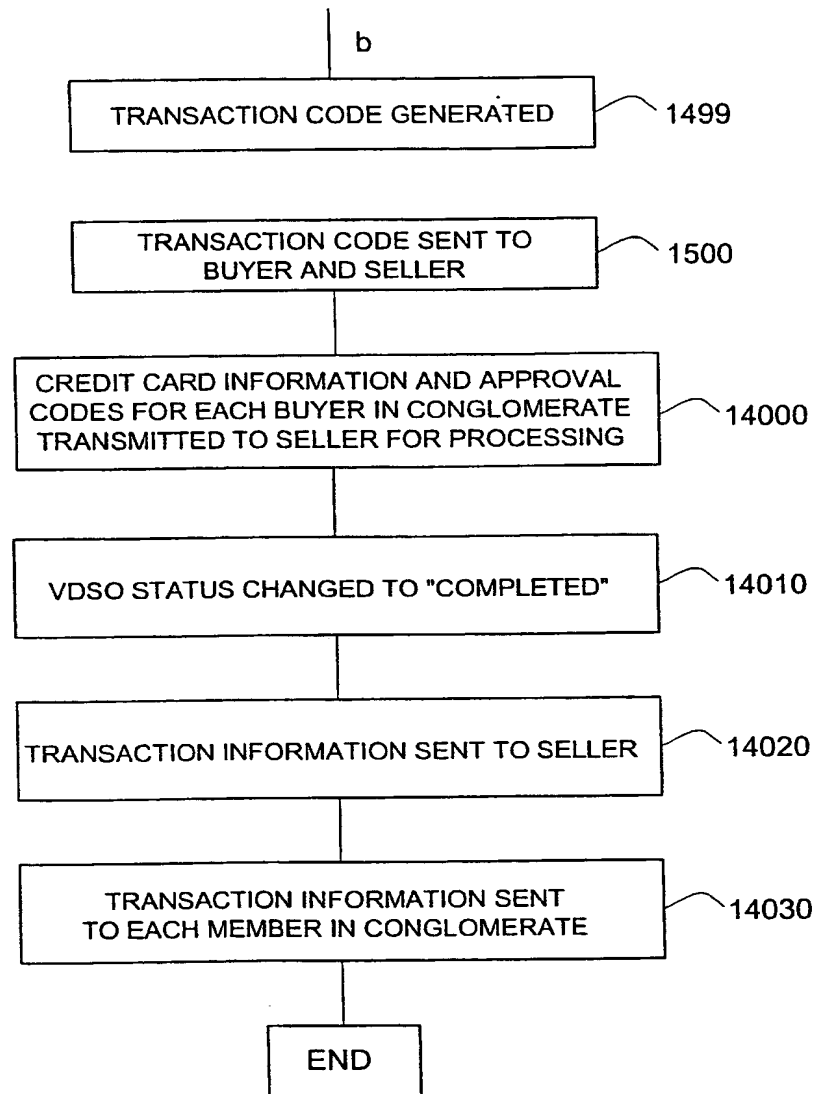 b
TRANSACTION CODE GENERATED
1499
TRANSACTION CODE SENT TO
BUYER AND SELLER
1500
CREDIT CARD INFORMATION AND APPROVAL
CODES FOR EACH BUYER IN CONGLOMERATE
TRANSMITTED TO SELLER FOR PROCESSING
14000
VDSO STATUS CHANGED TO "COMPLETED"
14010
TRANSACTION INFORMATION SENT TO SELLER
14020
TRANSACTION INFORMATION SENT
TO EACH MEMBER IN CONGLOMERATE
14030
END